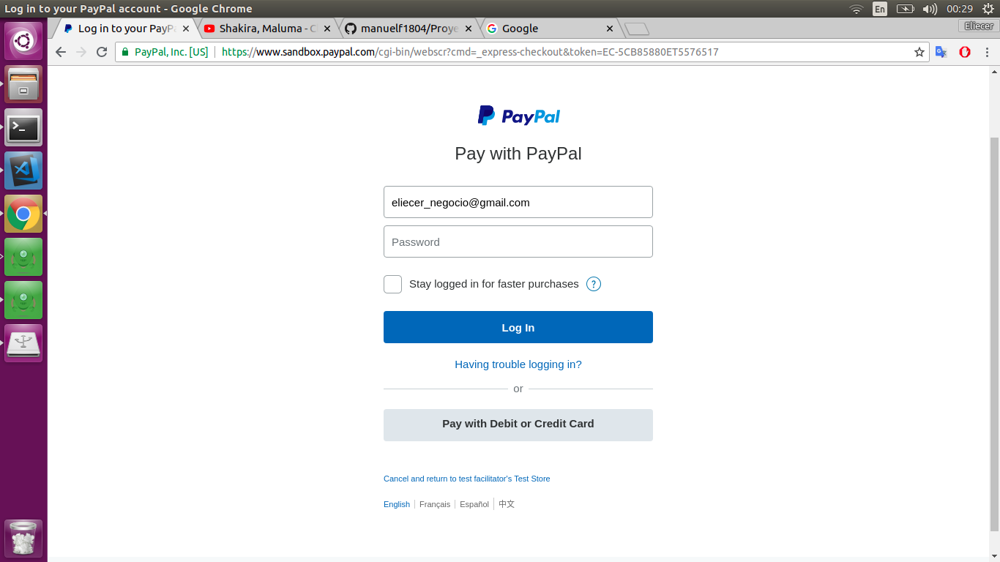 Log in to your PayPal account - Google Chrome
En
00:29
Log in to your PayPa
Shakira, Maluma - C
manuelf1804/Proye
Google
Eliecer
PayPal, Inc. [US]
https://www.sandbox.paypal.com/cgi-bin/webscr?cmd=_express-checkout&token=EC-5CB85880ET5576517
PayPal
Pay with PayPal
eliecer_negocio@gmail.com
Password
Stay logged in for faster purchases ?
Log In
Having trouble logging in?
or
Pay with Debit or Credit Card
Cancel and return to test facilitator's Test Store
English Français Español 中文